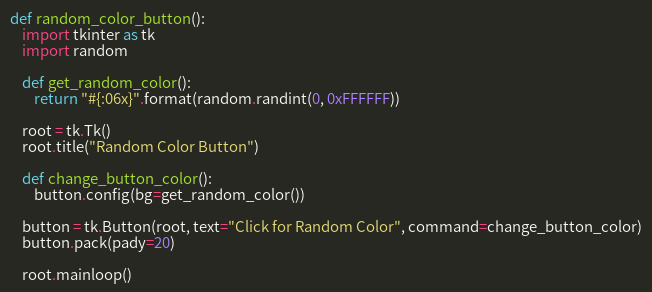 def random_color_button():
    import tkinter as tk
    import random

    def get_random_color():
        return "#{:06x}".format(random.randint(0, 0xFFFFFF))

    root = tk.Tk()
    root.title("Random Color Button")

    def change_button_color():
        button.config(bg=get_random_color())

    button = tk.Button(root, text="Click for Random Color", command=change_button_color)
    button.pack(pady=20)

    root.mainloop()